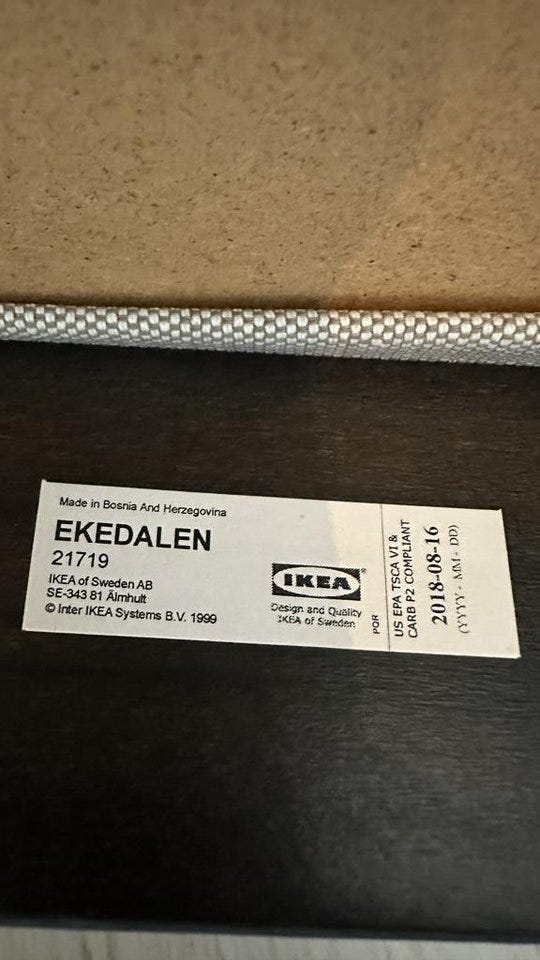 Made in Bosnia And Herzegovina
EKEDALEN
21719
IKEA of Sweden AB
SE-343 81 Älmhult
© Inter IKEA Systems B.V. 1999
IKEA®
Design and Quality
IKEA of Sweden
POR
US EPA TSCA VI &
CARB P2 COMPLIANT
2018-08-16
(YYYY - MM - DD)